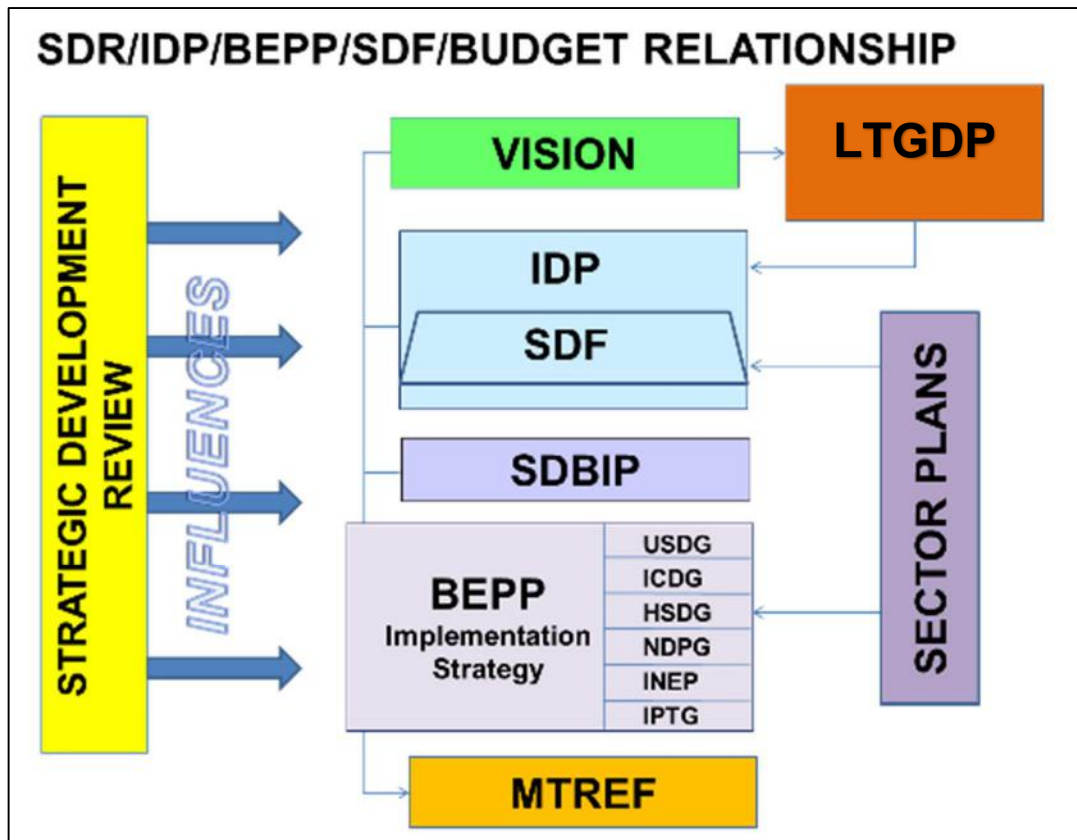 SDR/IDP/BEPP/SDF/BUDGET RELATIONSHIP
STRATEGIC DEVELOPMENT
REVIEW
INFLUENCES
VISION
LTGDP
IDP
SDF
SDBIP
BEPP
Implementation
Strategy
USDG
ICDG
HSDG
NDPG
INEP
IPTG
SECTOR PLANS
MTREF